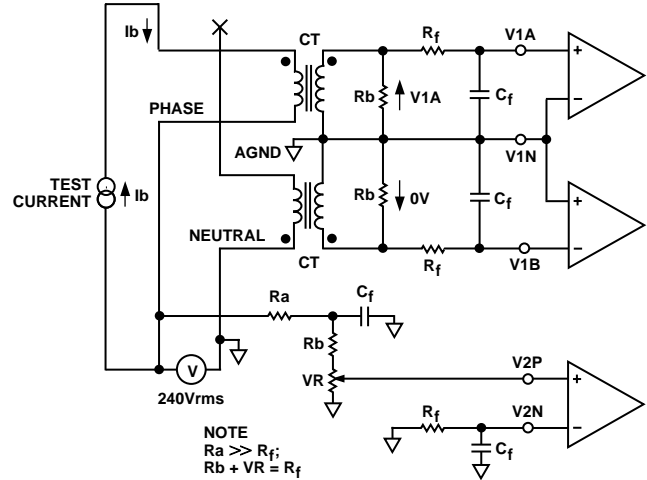 Ib
CT
Rf
V1A
Rb
V1A
Cf
PHASE
AGND
V1N
TEST
CURRENT
Ib
Rb
0V
Cf
NEUTRAL
CT
Rf
V1B
Ra
Cf
Rb
VR
V2P
V
240Vrms
Rf
V2N
Cf
NOTE
Ra >> Rf;
Rb + VR = Rf
+
−
+
−
+
−